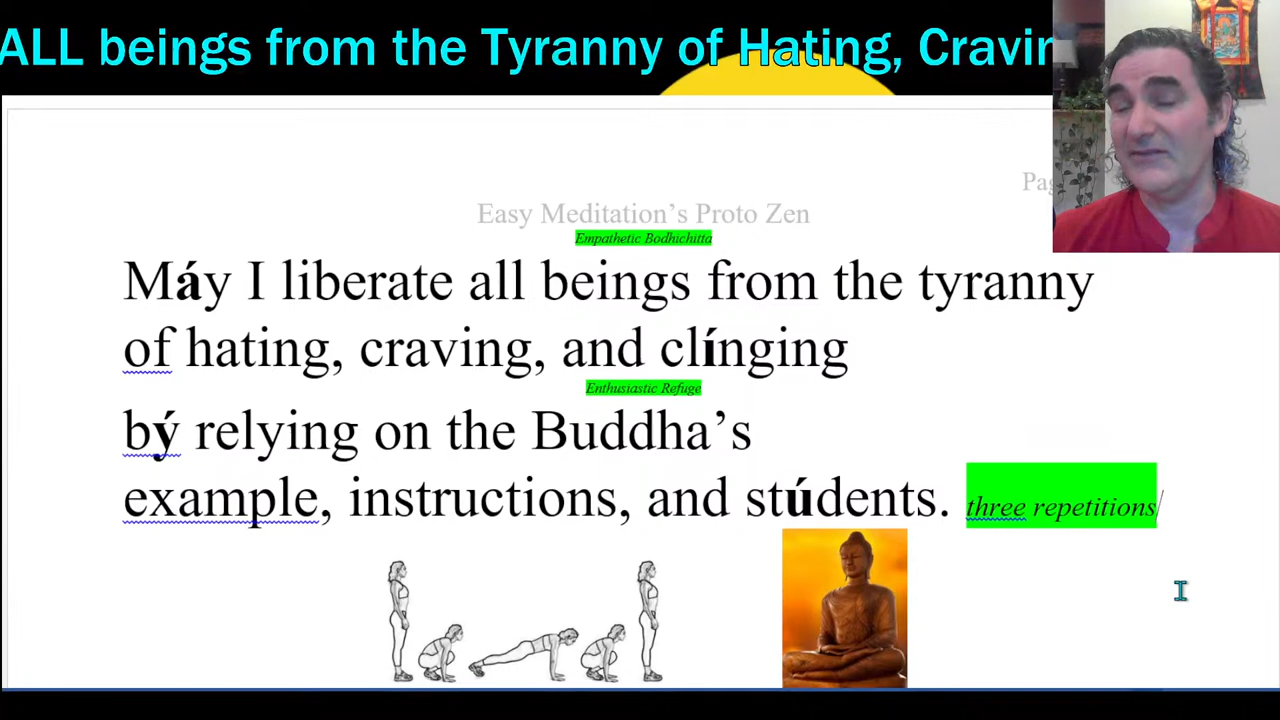 ALL beings from the Tyranny of Hating,
Easy Meditation's Proto Zen
Empathetic Bodhichitta
Máy I liberate all beings from the tyranny
of hating, craving, and clínging
Enthusiastic Refuge
bý relying on the Buddha's
example, instructions, and stúdents. three repetitions